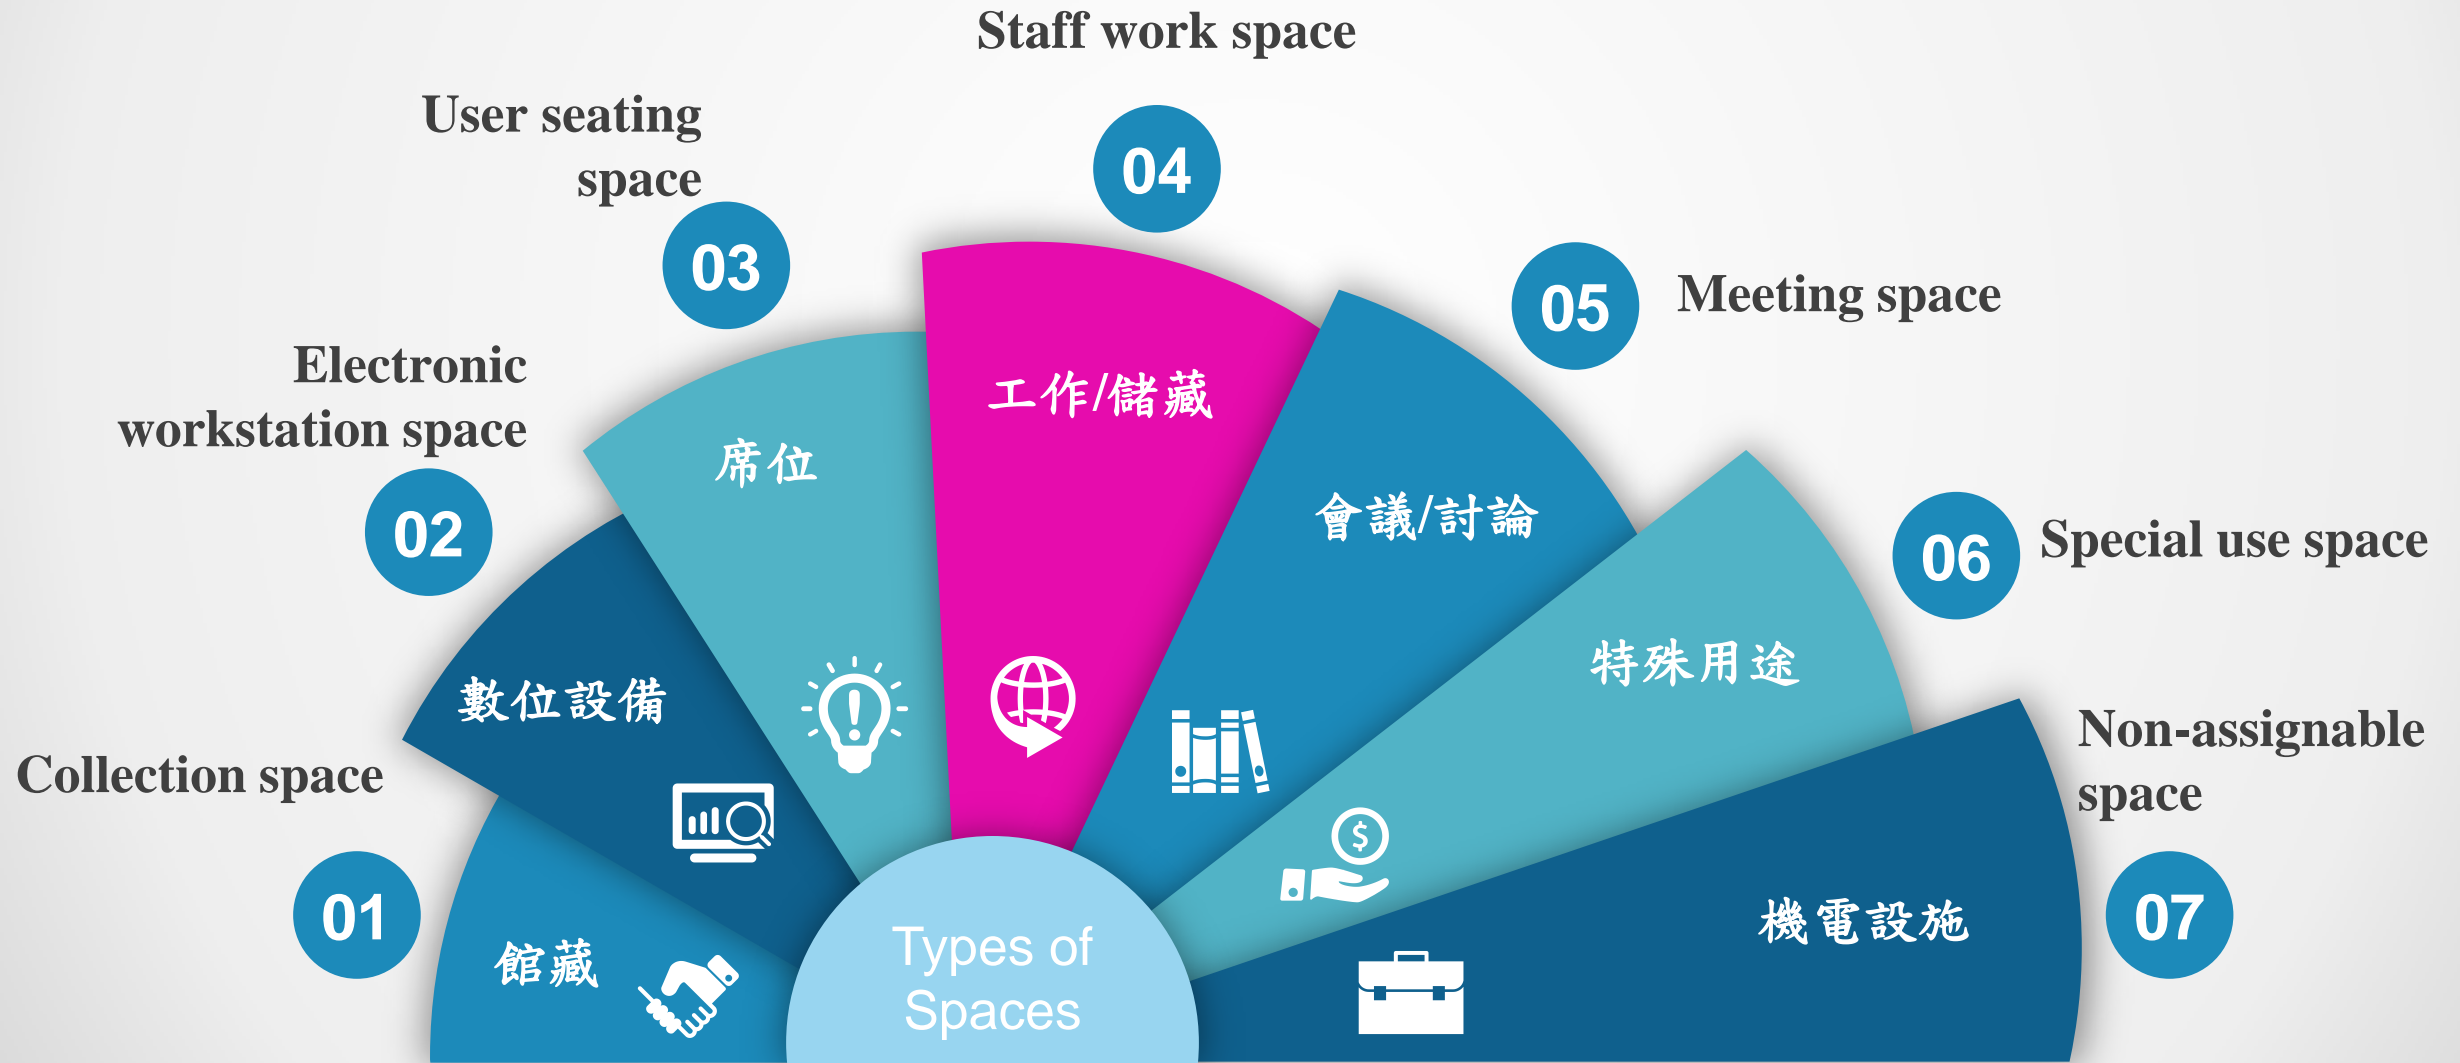 Collection space
01
館藏
Electronic
workstation space
02
數位設備
User seating
space
03
席位
Staff work space
04
工作/儲藏
05
Meeting space
會議/討論
06
Special use space
特殊用途
Non-assignable
space
07
機電設施
Types of
Spaces